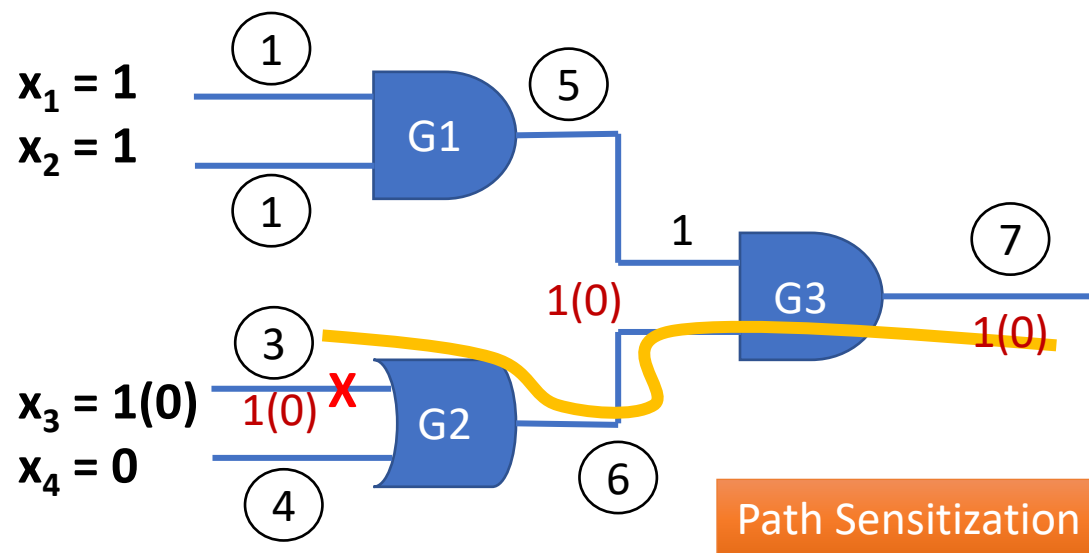 1
x₁ = 1
5
G1
x₂ = 1
1
1
7
1(0)
G3
3
1(0)
X
x₃ = 1(0)
1(0)
G2
x₄ = 0
6
4
Path Sensitization